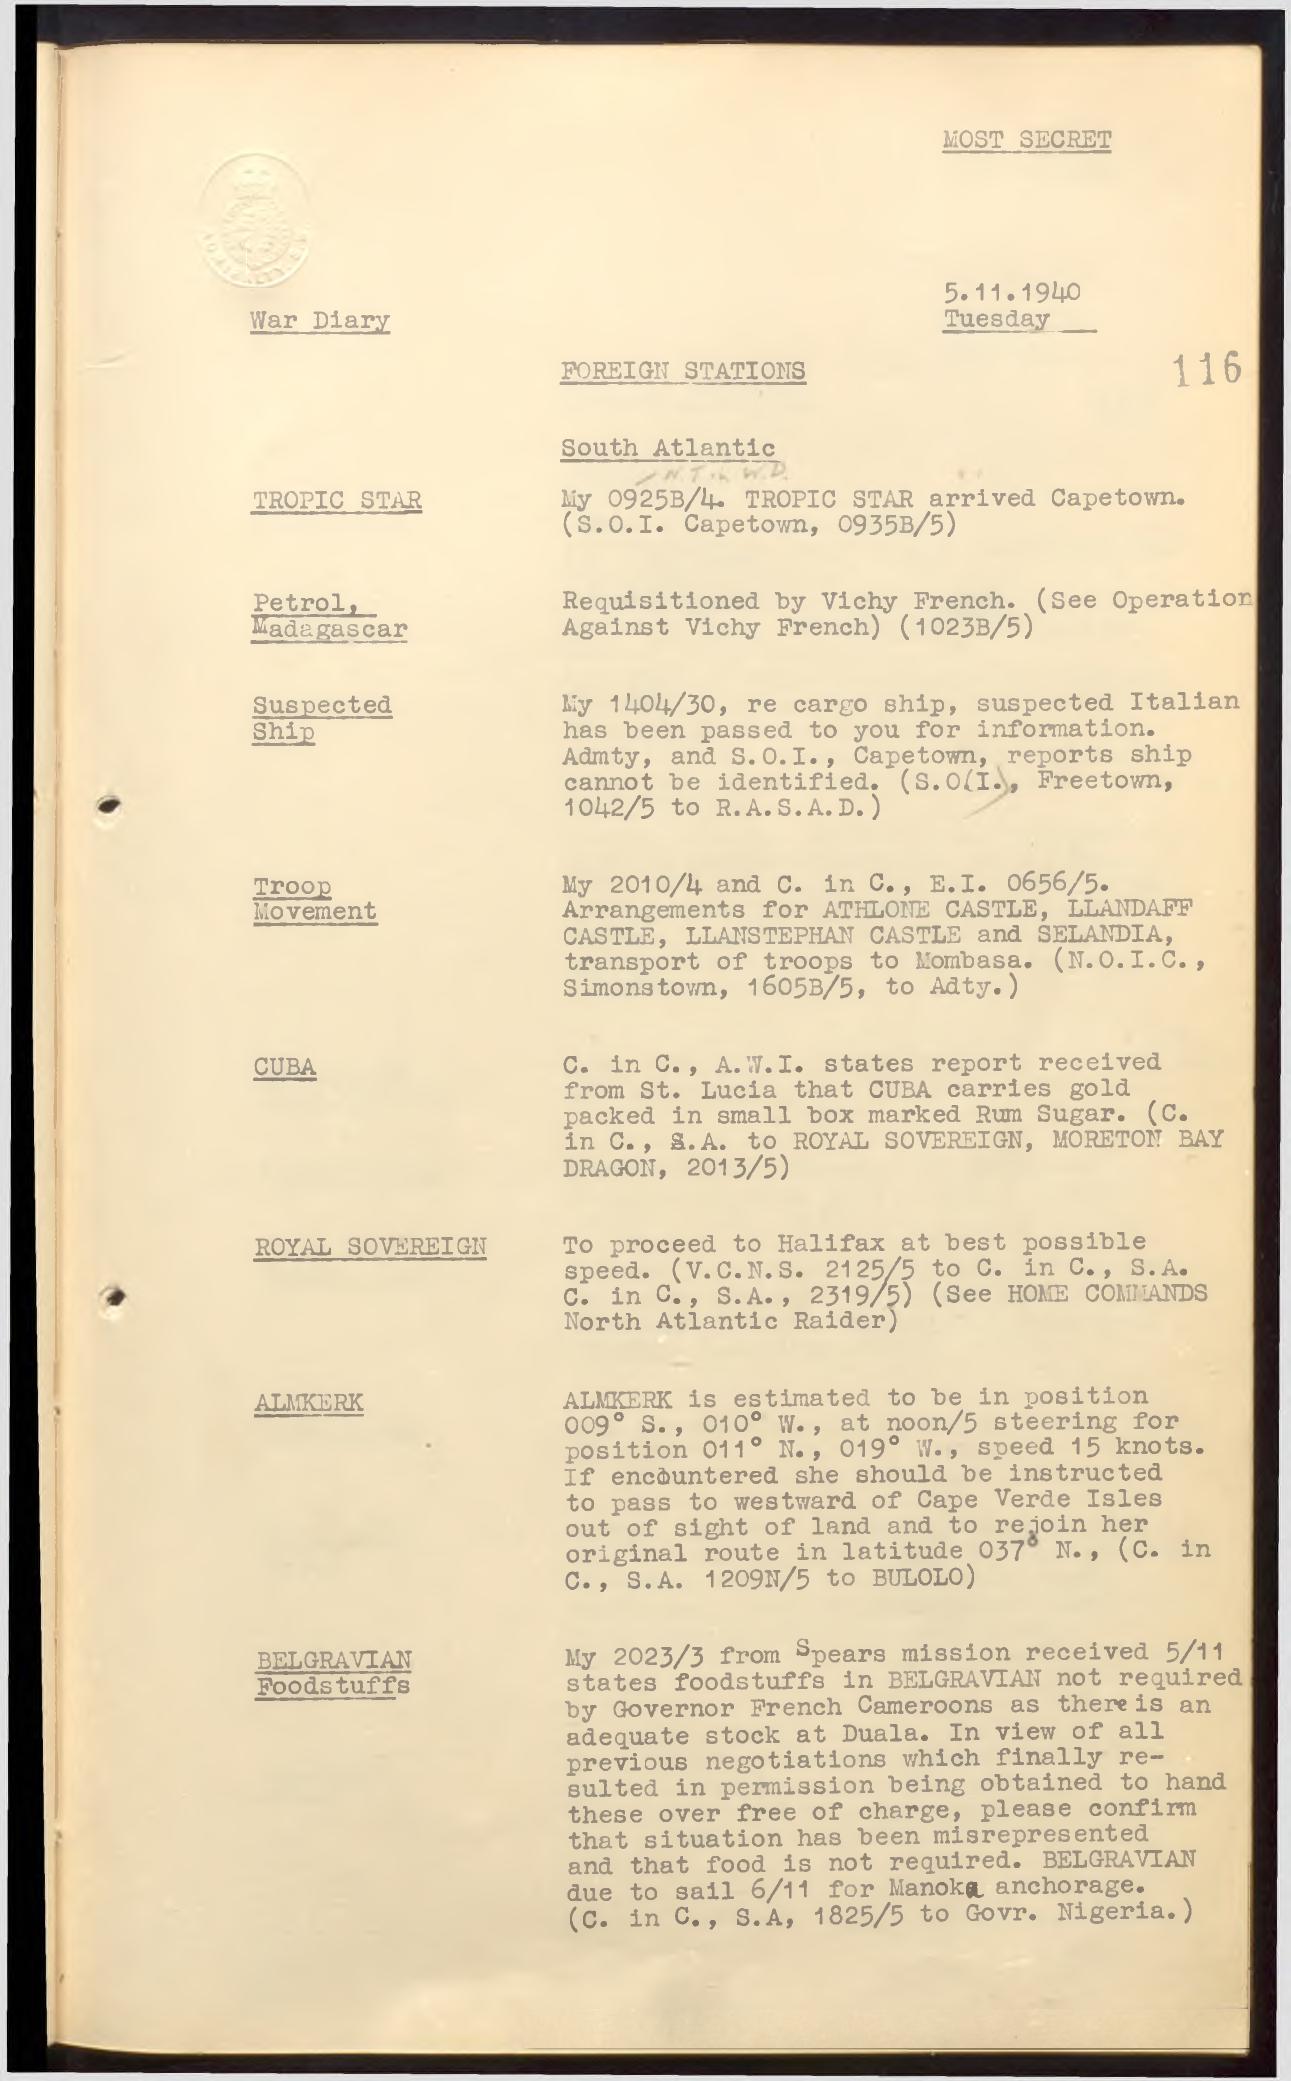 MOST SECRET
5.11.1940
War Diary
Tuesday
FOREIGN STATIONS
116
South Atlantic
N.T. W.D.
TROPIC STAR
My 0925B/4. TROPIC STAR arrived Capetown.
(S.O.I. Capetown, 0935B/5)
Petrol,
Madagascar
Requisitioned by Vichy French. (See Operation
Against Vichy French) (1023B/5)
Suspected
Ship
My 1404/30, re cargo ship, suspected Italian
has been passed to you for information.
Admty, and S.O.I., Capetown, reports ship
cannot be identified. (S.O.I.), Freetown,
1042/5 to R.A.S.A.D.)
Troop
Movement
My 2010/4 and C. in C., E.I. 0656/5.
Arrangements for ATHLONE CASTLE, LLANDAFF
CASTLE, LLANSTEPHAN CASTLE and SELANDIA,
transport of troops to Mombasa. (N.O.I.C.,
Simonstown, 1605B/5, to Adty.)
CUBA
C. in C., A.W.I. states report received
from St. Lucia that CUBA carries gold
packed in small box marked Rum Sugar. (C.
in C., S.A. to ROYAL SOVEREIGN, MORETON BAY
DRAGON, 2013/5)
ROYAL SOVEREIGN
To proceed to Halifax at best possible
speed. (V.C.N.S. 2125/5 to C. in C., S.A.
C. in C., S.A., 2319/5) (See HOME COMMANDS
North Atlantic Raider)
ALMKERK
ALMKERK is estimated to be in position
009° S., 010° W., at noon/5 steering for
position 011° N., 019° W., speed 15 knots.
If encountered she should be instructed
to pass to westward of Cape Verde Isles
out of sight of land and to rejoin her
original route in latitude 037° N., (C. in
C., S.A. 1209N/5 to BULOLO)
BELGRAVIAN
Foodstuffs
My 2023/3 from Spears mission received 5/11
states foodstuffs in BELGRAVIAN not required
by Governor French Cameroons as there is an
adequate stock at Duala. In view of all
previous negotiations which finally re-
sulted in permission being obtained to hand
these over free of charge, please confirm
that situation has been misrepresented
and that food is not required. BELGRAVIAN
due to sail 6/11 for Manoka anchorage.
(C. in C., S.A, 1825/5 to Govr. Nigeria.)